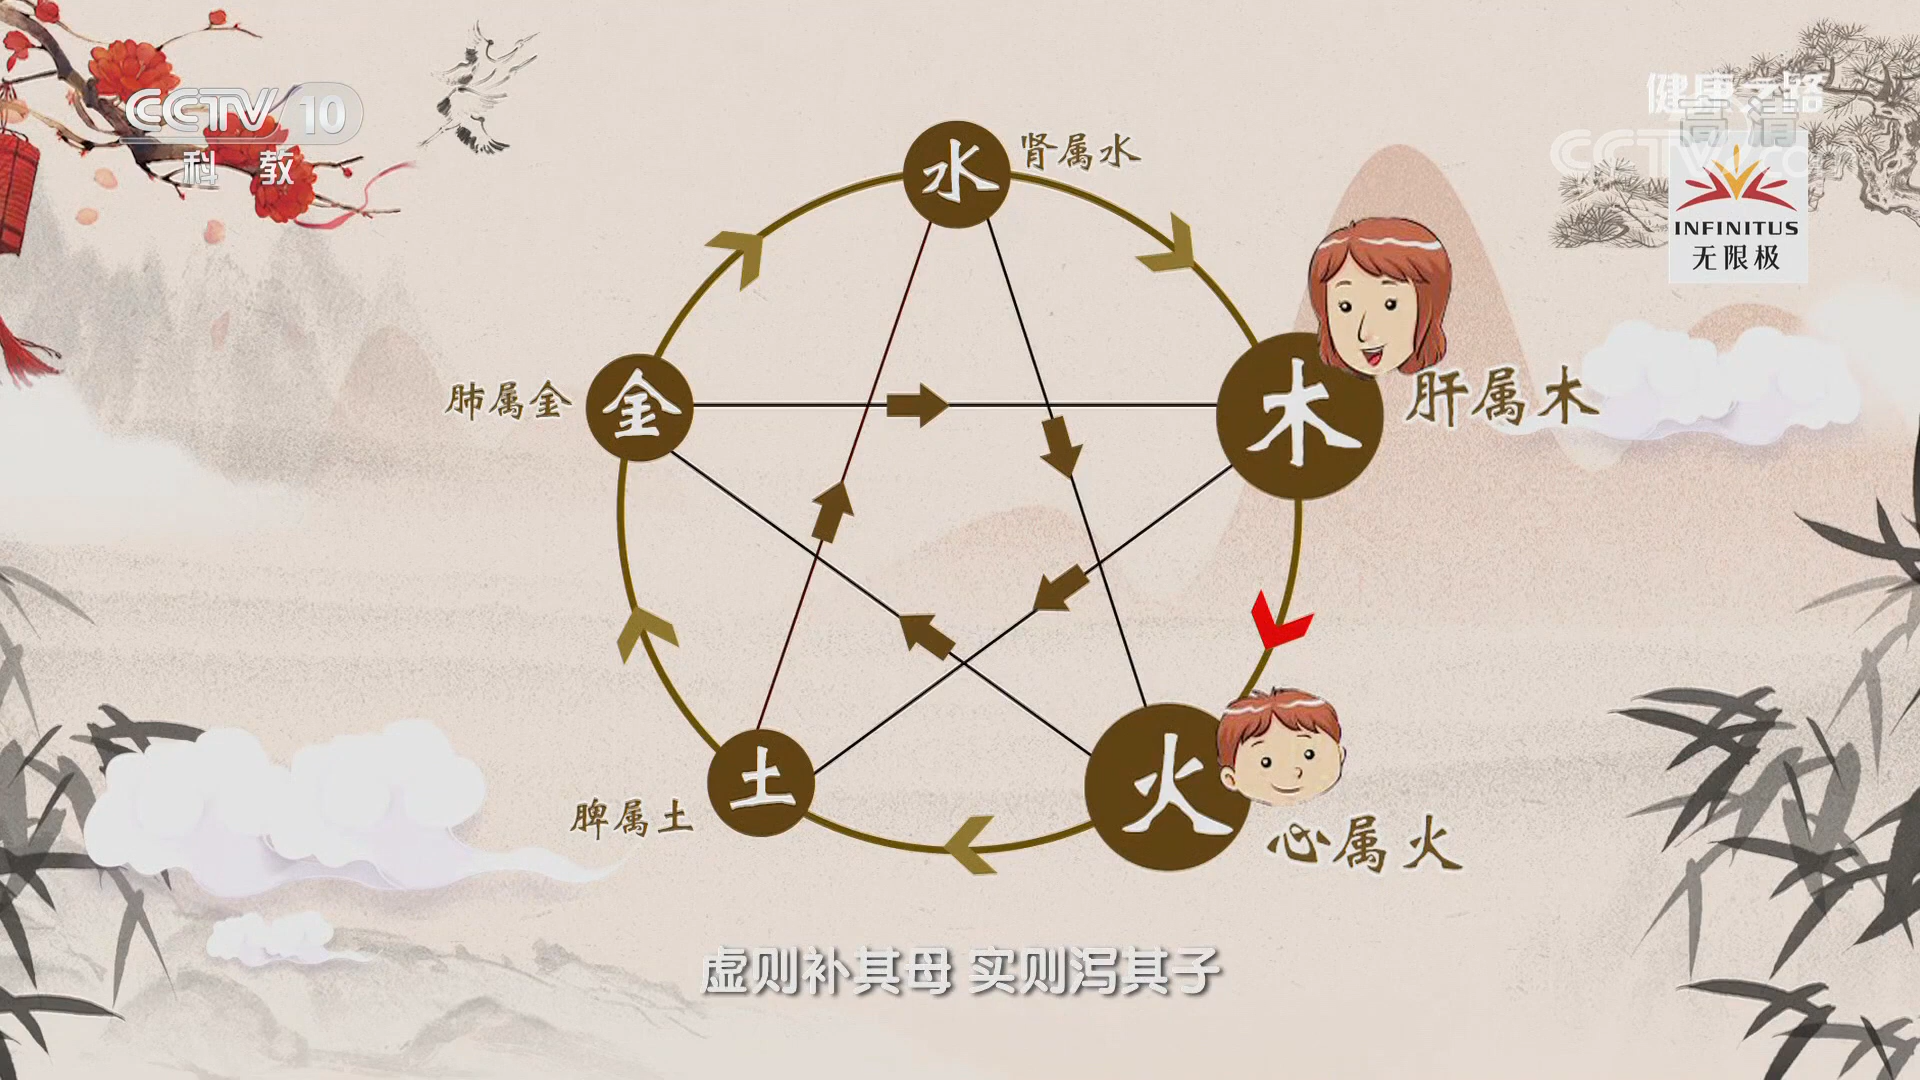 CCTV 10
科 教
健康之路
高清
CCTV.CO
INFINITUS
无限极
水
肾属水
金
肺属金
木
肝属木
土
脾属土
火
心属火
虚则补其母 实则泻其子